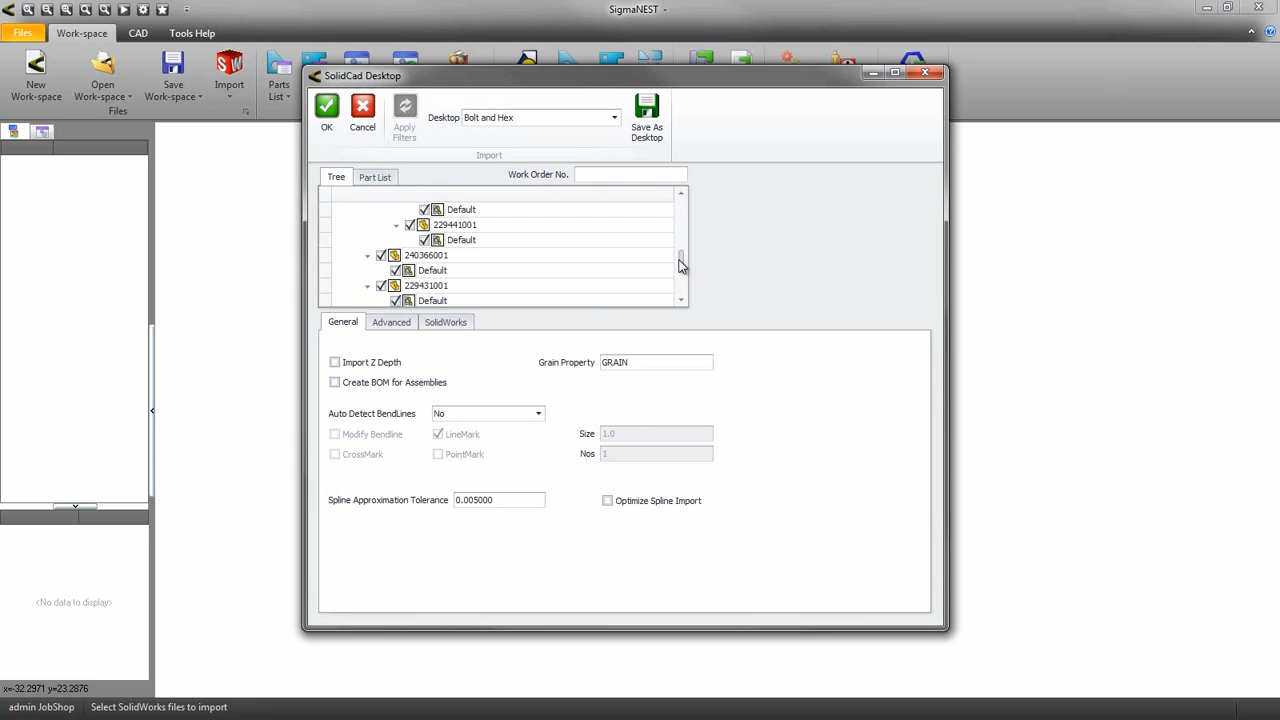 SigmaNEST -
Files
Work-space
CAD
Tools Help
New
Work-space
Open
Work-space
Save
Work-space
Import
Parts
List
Files
SolidCad Desktop
OK
Cancel
Apply
Filters
Desktop
Bolt and Hex
Save As
Desktop
Import
Tree
Part List
Work Order No.
Default
229441001
Default
240366001
Default
229431001
Default
General
Advanced
SolidWorks
Import Z Depth
Grain Property
GRAIN
Create BOM for Assemblies
Auto Detect BendLines
No
Modify Bendline
LineMark
Size
1.0
CrossMark
PointMark
Nos
1
Spline Approximation Tolerance
0.005000
Optimize Spline Import
<No data to display>
x=-32.2971 y=23.2876
admin JobShop
Select SolidWorks files to import